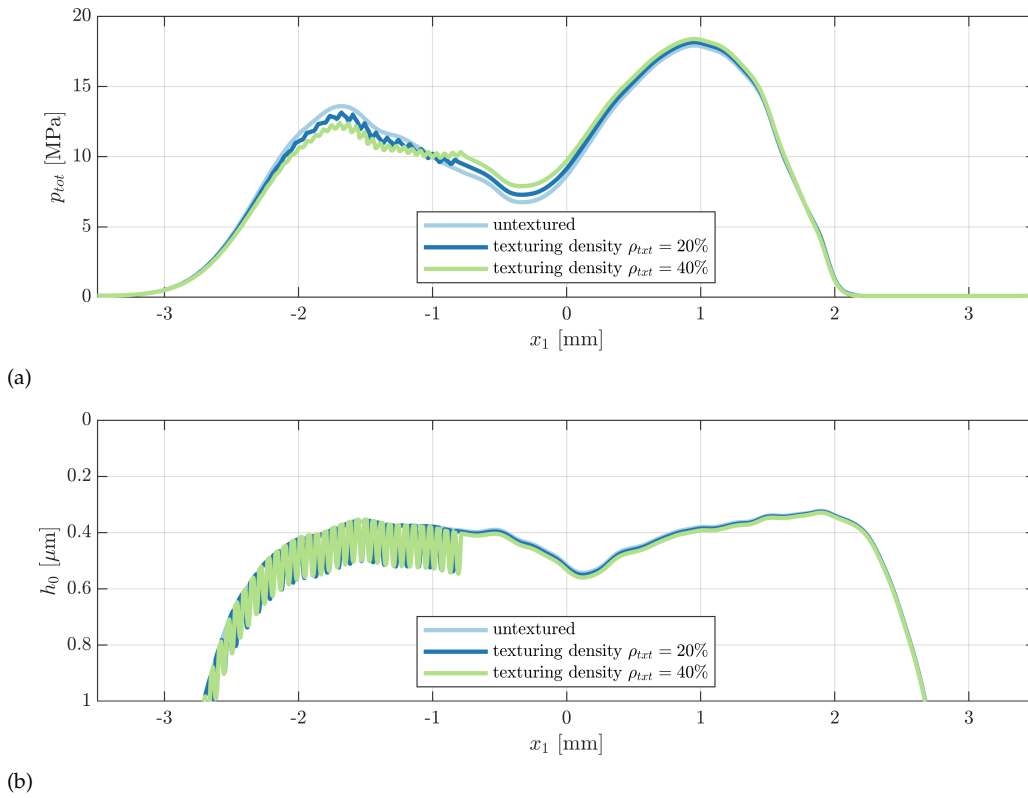 20
15
10
5
0
p_tot [MPa]
untextured
texturing density ρ_txt = 20%
texturing density ρ_txt = 40%
-3 -2 -1 0 1 2 3
x_1 [mm]
(a)
0
0.2
0.4
0.6
0.8
1
h_0 [μm]
untextured
texturing density ρ_txt = 20%
texturing density ρ_txt = 40%
-3 -2 -1 0 1 2 3
x_1 [mm]
(b)